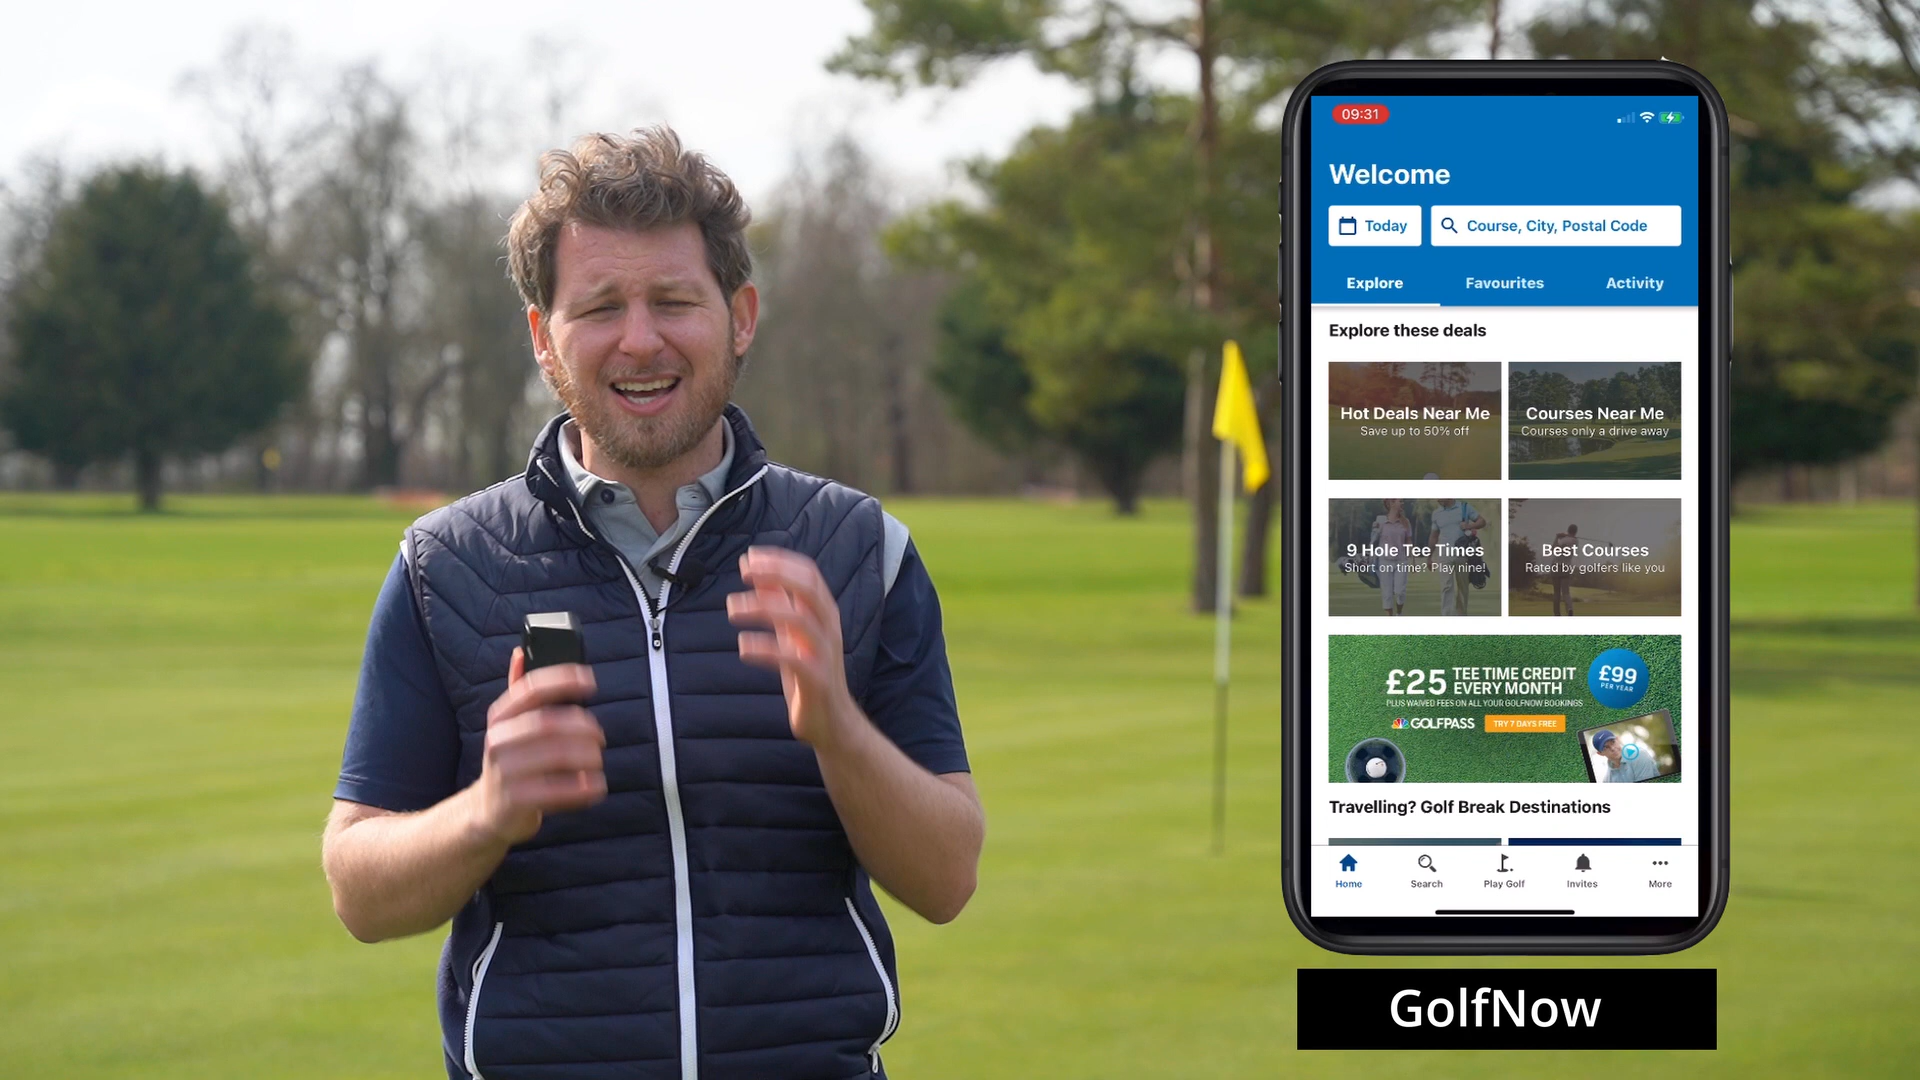 09:31
Welcome
Today
Course, City, Postal Code
Explore Favourites Activity
Explore these deals
Hot Deals Near Me
Save up to 50% off
Courses Near Me
Courses only a drive away
9 Hole Tee Times
Short on time? Play nine!
Best Courses
Rated by golfers like you
£25 TEE TIME CREDIT
EVERY MONTH
£99
PER YEAR
PLUS WAIVED FEES ON ALL YOUR GOLFNOW BOOKINGS
GOLFPASS
TRY 7 DAYS FREE
Travelling? Golf Break Destinations
Home Search Play Golf Invites More
GolfNow